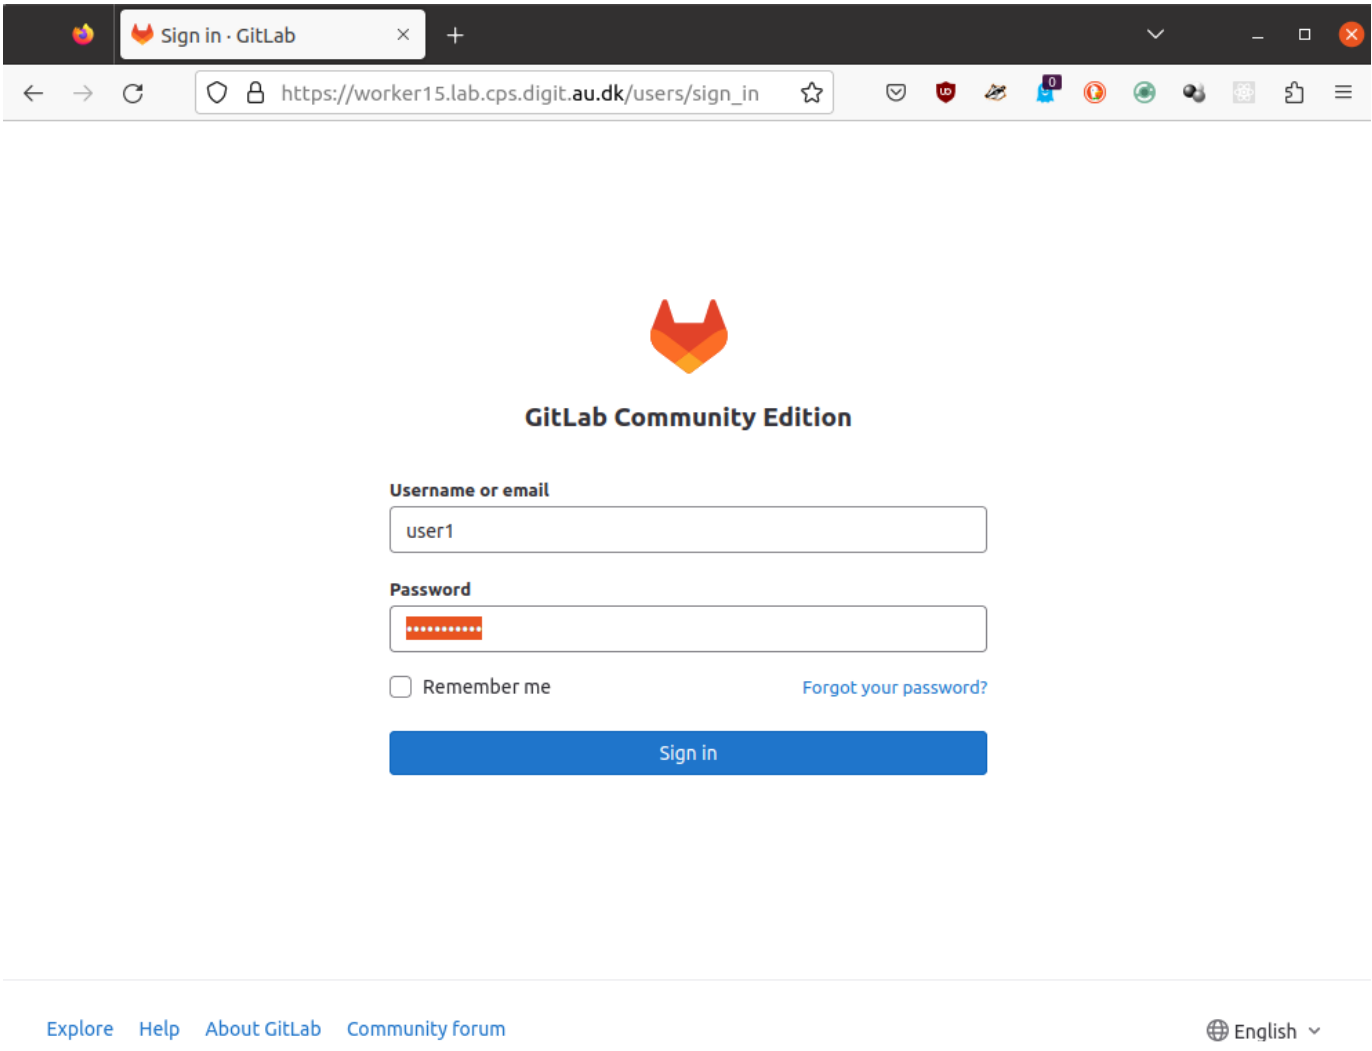 Sign in · GitLab
https://worker15.lab.cps.digit.au.dk/users/sign_in
0
GitLab Community Edition
Username or email
user1
Password
•••••••••••
Remember me
Forgot your password?
Sign in
Explore Help About GitLab Community forum
English